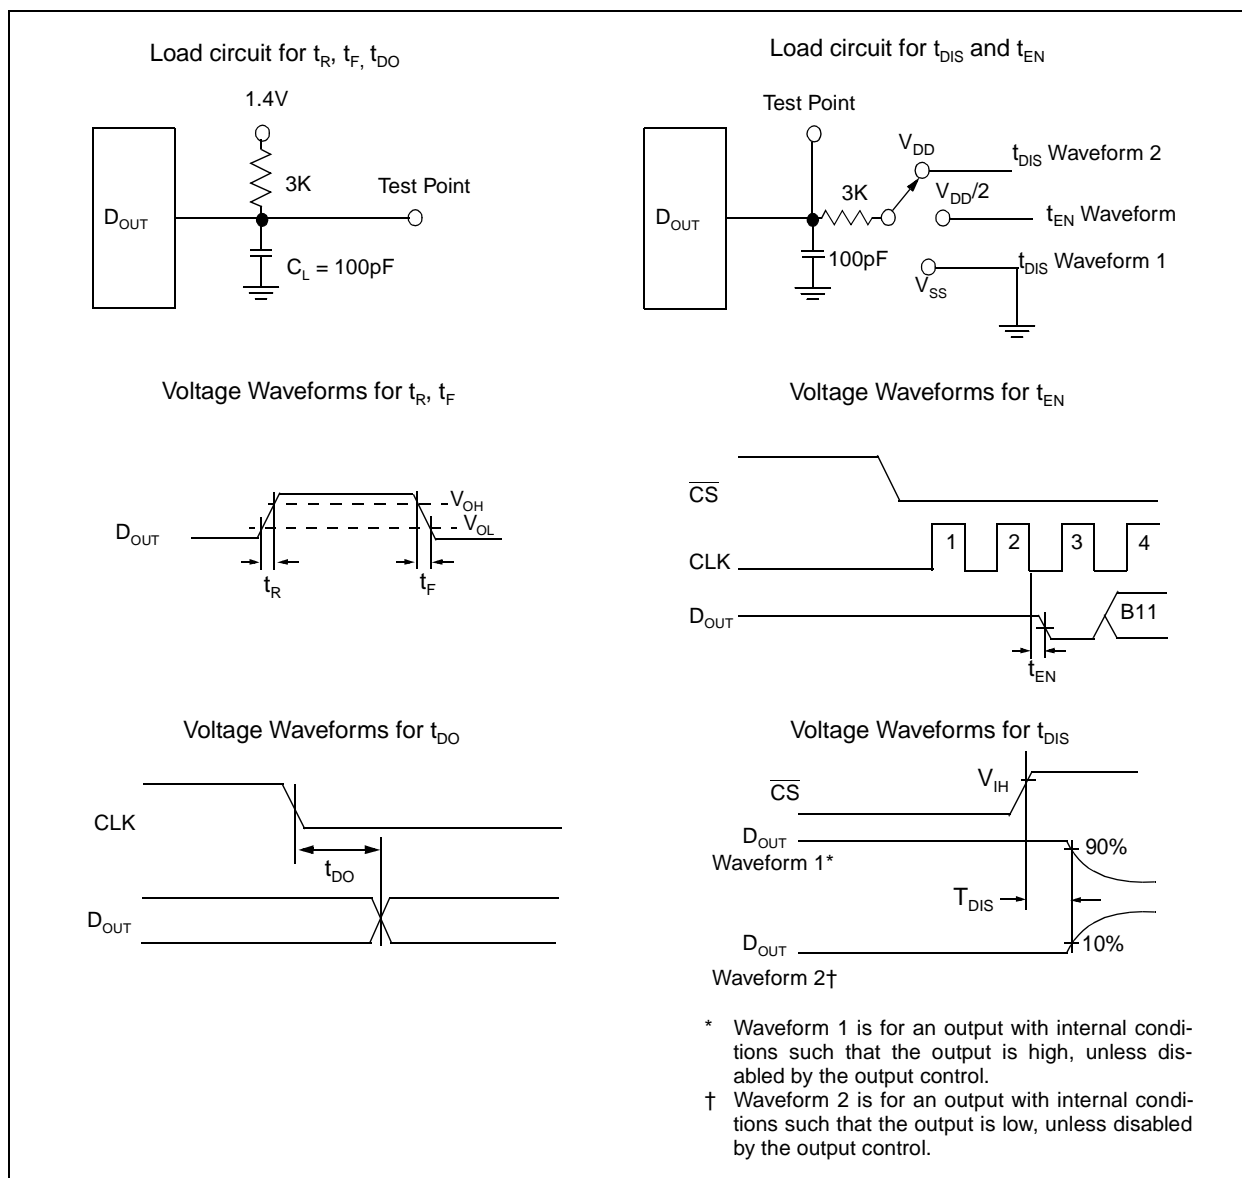 Load circuit for tR, tF, tDO
1.4V
3K
Test Point
DOUT
CL = 100pF
Load circuit for tDIS and tEN
Test Point
VDD
tDIS Waveform 2
3K
VDD/2
DOUT
tEN Waveform
100pF
tDIS Waveform 1
VSS
Voltage Waveforms for tR, tF
VOH
VOL
DOUT
tR
tF
Voltage Waveforms for tEN
CS
1 2 3 4
CLK
DOUT
B11
tEN
Voltage Waveforms for tDO
CLK
tDO
DOUT
Voltage Waveforms for tDIS
VIH
CS
DOUT
90%
Waveform 1*
TDIS
DOUT
10%
Waveform 2†
* Waveform 1 is for an output with internal condi-
tions such that the output is high, unless dis-
abled by the output control.
† Waveform 2 is for an output with internal condi-
tions such that the output is low, unless disabled
by the output control.